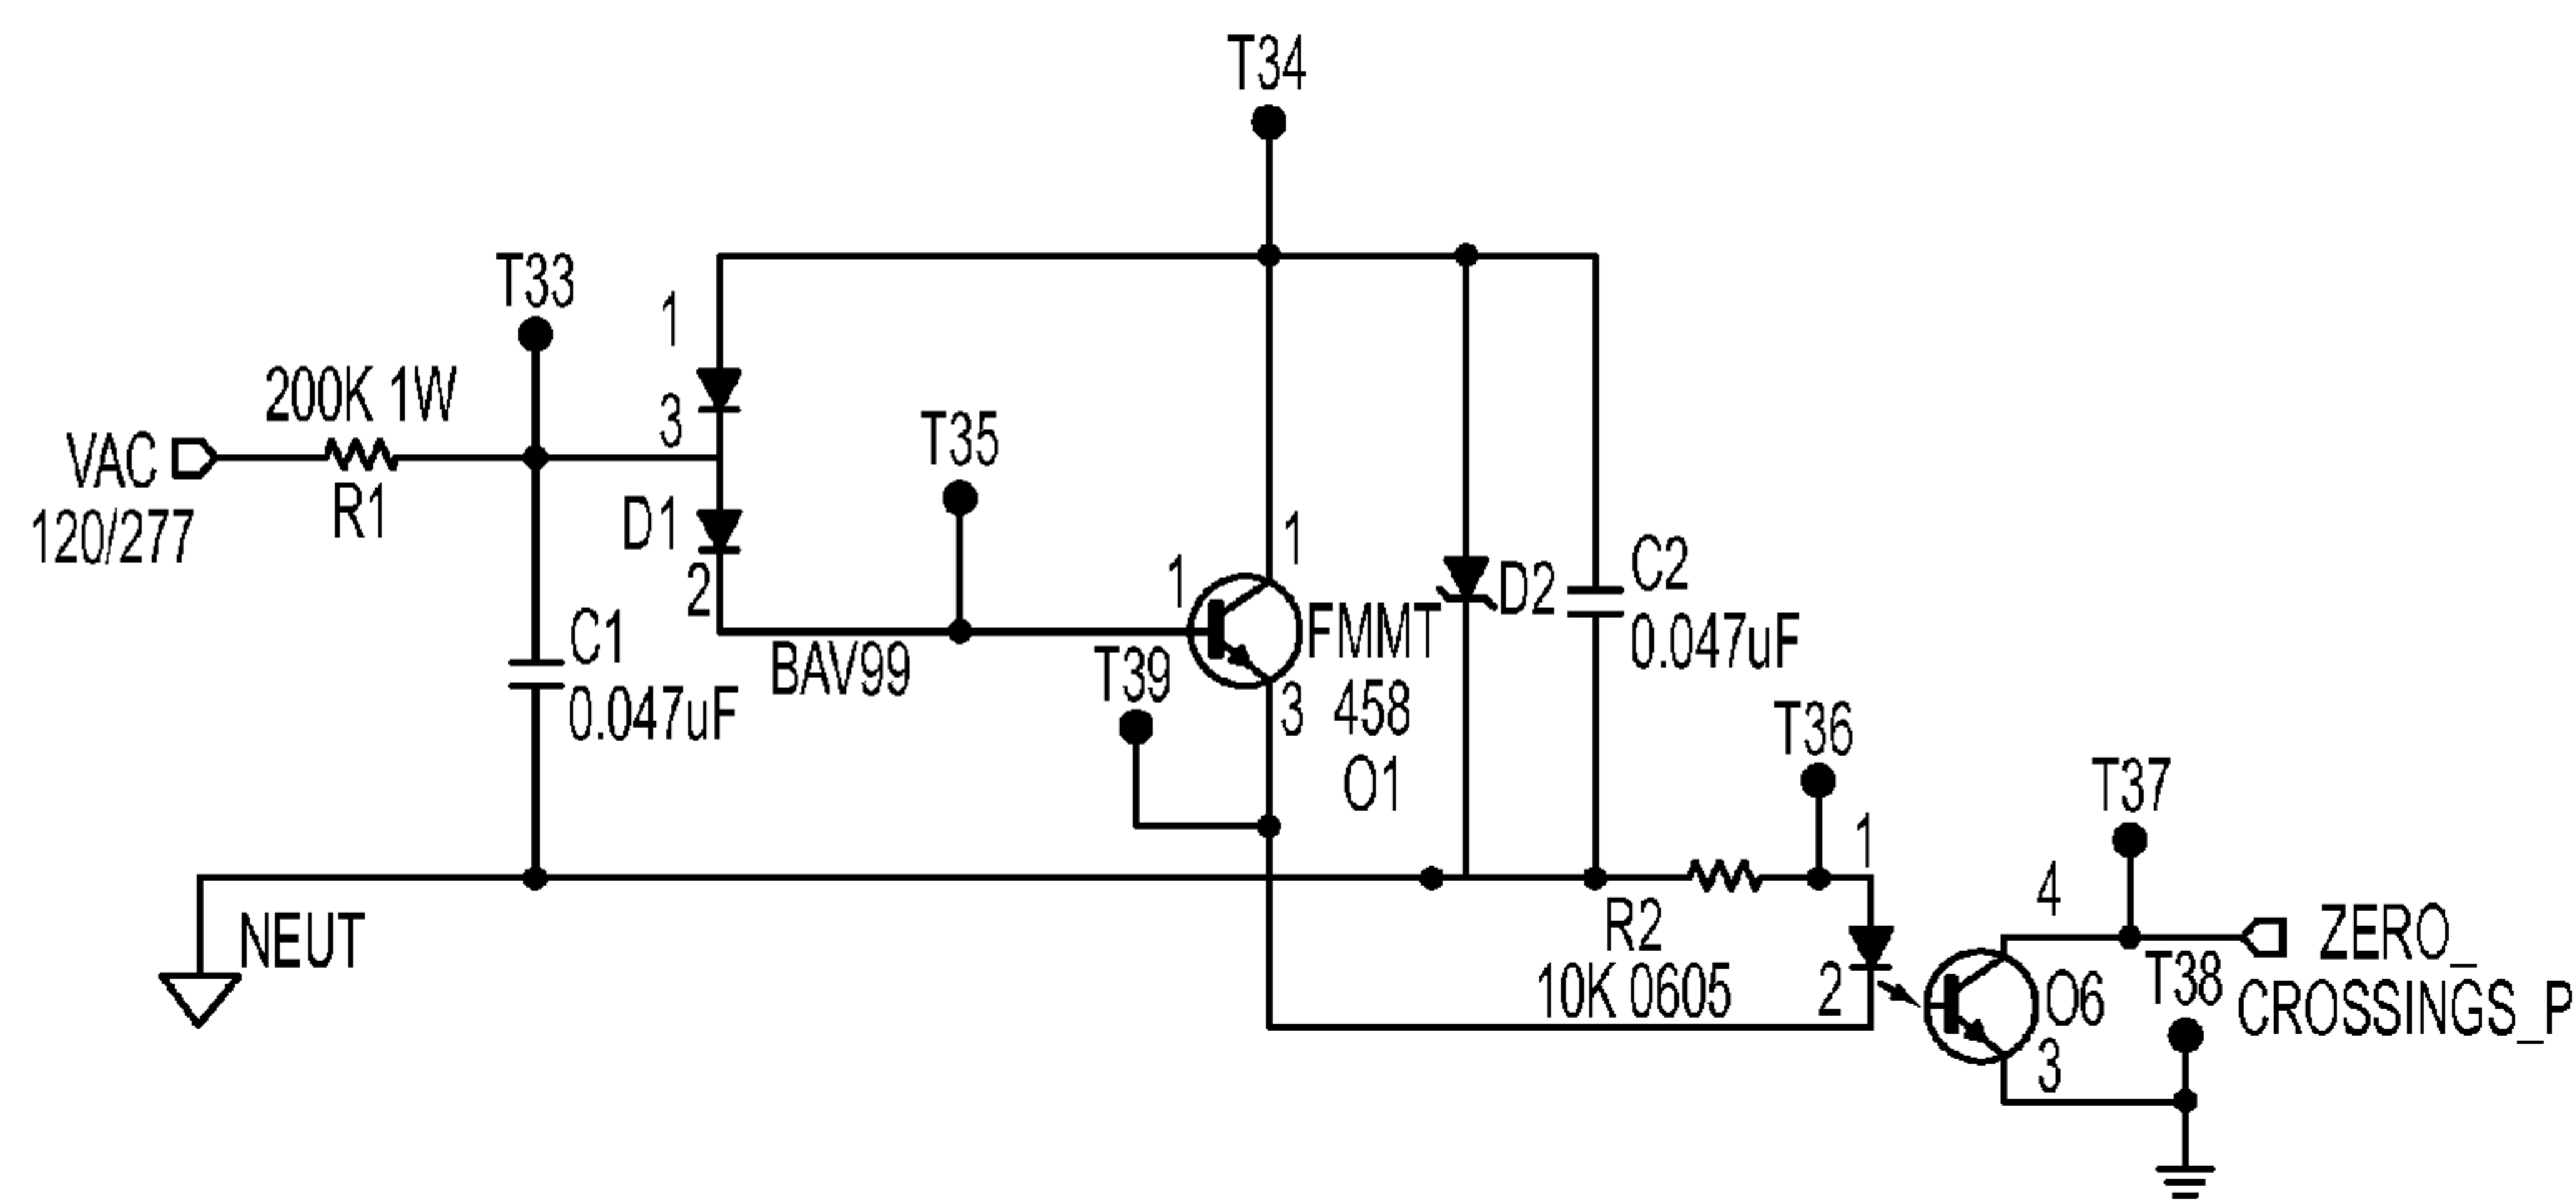 T34
T33
1
200K 1W
3
T35
VAC
120/277
R1
D1
2
1
1
C1
0.047uF
BAV99
FMMT
458
O1
3
T39
D2
C2
0.047uF
T36
T37
1
4
NEUT
R2
10K 0605
2
O6
3
T38
ZERO_
CROSSINGS_P